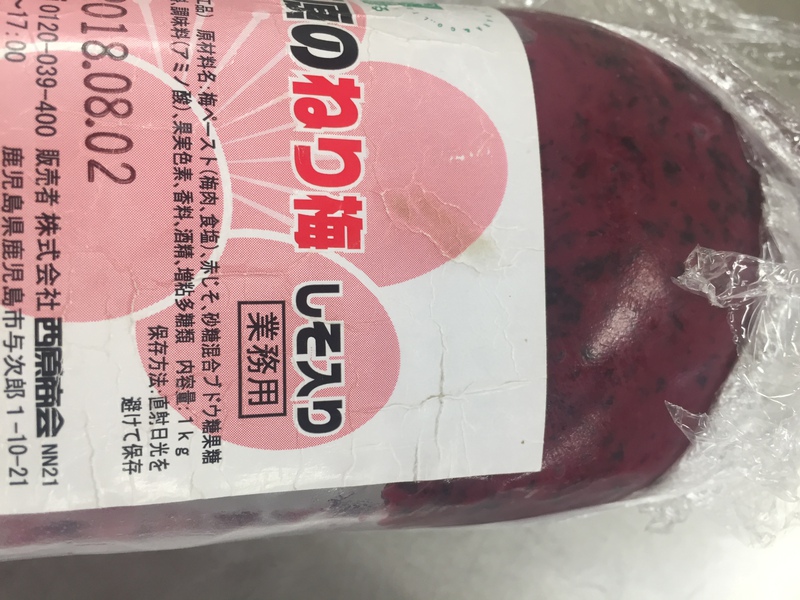 原のねり梅 しそ入り
業務用
原材料名:梅ペースト(梅肉、食塩)、赤じそ、砂糖混合ブドウ糖果糖
調味料(アミノ酸)、果実色素、香料、酒精、増粘多糖類 内容量:1kg
保存方法:直射日光を
避けて保存
2018.08.02
0120-039-400 販売者 株式会社 西原商会 NN21
~17:00 鹿児島県鹿児島市与次郎1-10-21